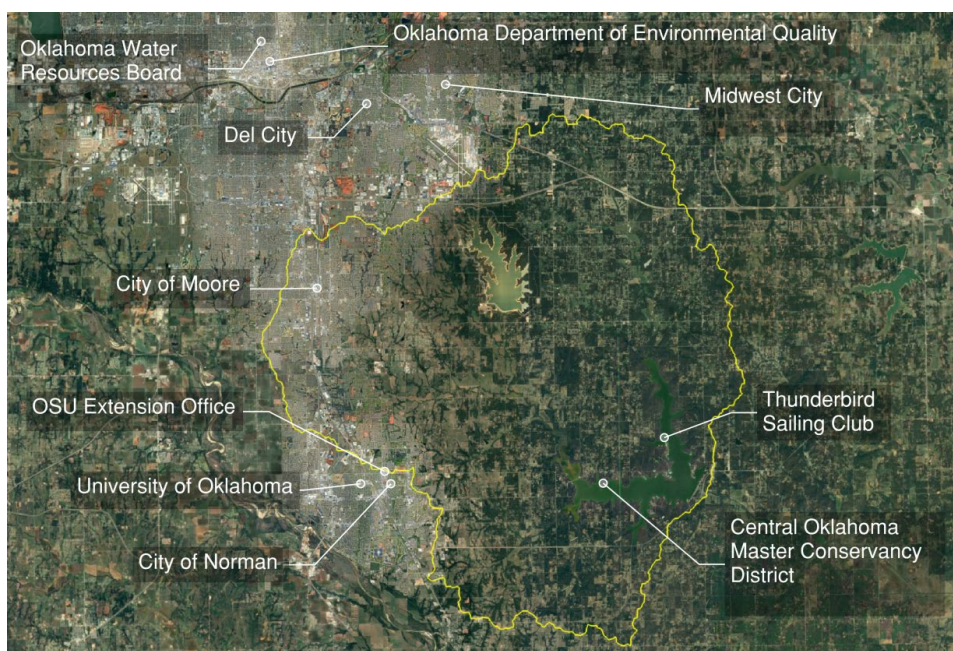 Oklahoma Water
Resources Board
Oklahoma Department of Environmental Quality
Midwest City
Del City
City of Moore
OSU Extension Office
Thunderbird
Sailing Club
University of Oklahoma
City of Norman
Central Oklahoma
Master Conservancy
District